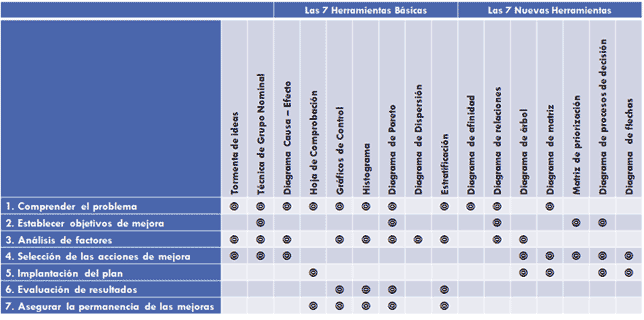 Las 7 Herramientas Básicas
Las 7 Nuevas Herramientas
Tormenta de ideas
Técnica de Grupo Nominal
Diagrama Causa – Efecto
Hoja de Comprobación
Gráficos de Control
Histograma
Diagrama de Pareto
Diagrama de Dispersión
Estratificación
Diagrama de afinidad
Diagrama de relaciones
Diagrama de árbol
Diagrama de matriz
Matriz de priorización
Diagrama de procesos de decisión
Diagrama de flechas
1. Comprender el problema
2. Establecer objetivos de mejora
3. Análisis de factores
4. Selección de las acciones de mejora
5. Implantación del plan
6. Evaluación de resultados
7. Asegurar la permanencia de las mejoras